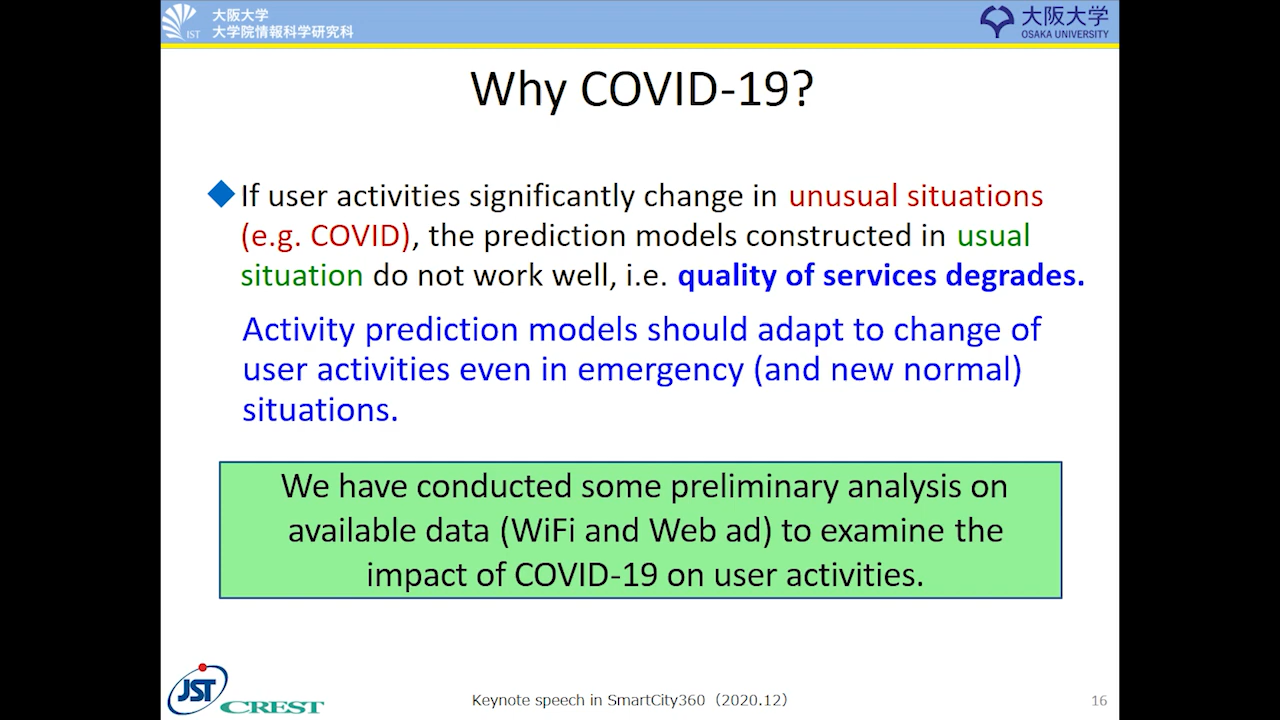 大阪大学
大学院情報科学研究科
IST
大阪大学
OSAKA UNIVERSITY
Why COVID-19?
If user activities significantly change in unusual situations
(e.g. COVID), the prediction models constructed in usual
situation do not work well, i.e. quality of services degrades.
Activity prediction models should adapt to change of
user activities even in emergency (and new normal)
situations.
We have conducted some preliminary analysis on
available data (WiFi and Web ad) to examine the
impact of COVID-19 on user activities.
JST
CREST
Keynote speech in SmartCity360（2020.12）
16